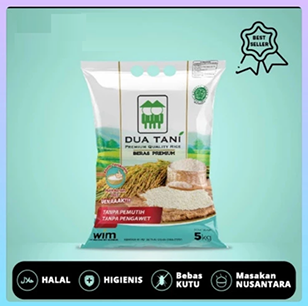 BEST
SELLER
DUA TANI
PREMIUM QUALITY RICE
BERAS PREMIUM
ENAAAK!
TANPA PEMUTIH
TANPA PENGAWET
5kg
wim
HALAL
HIGIENIS
Bebas
KUTU
Masakan
NUSANTARA